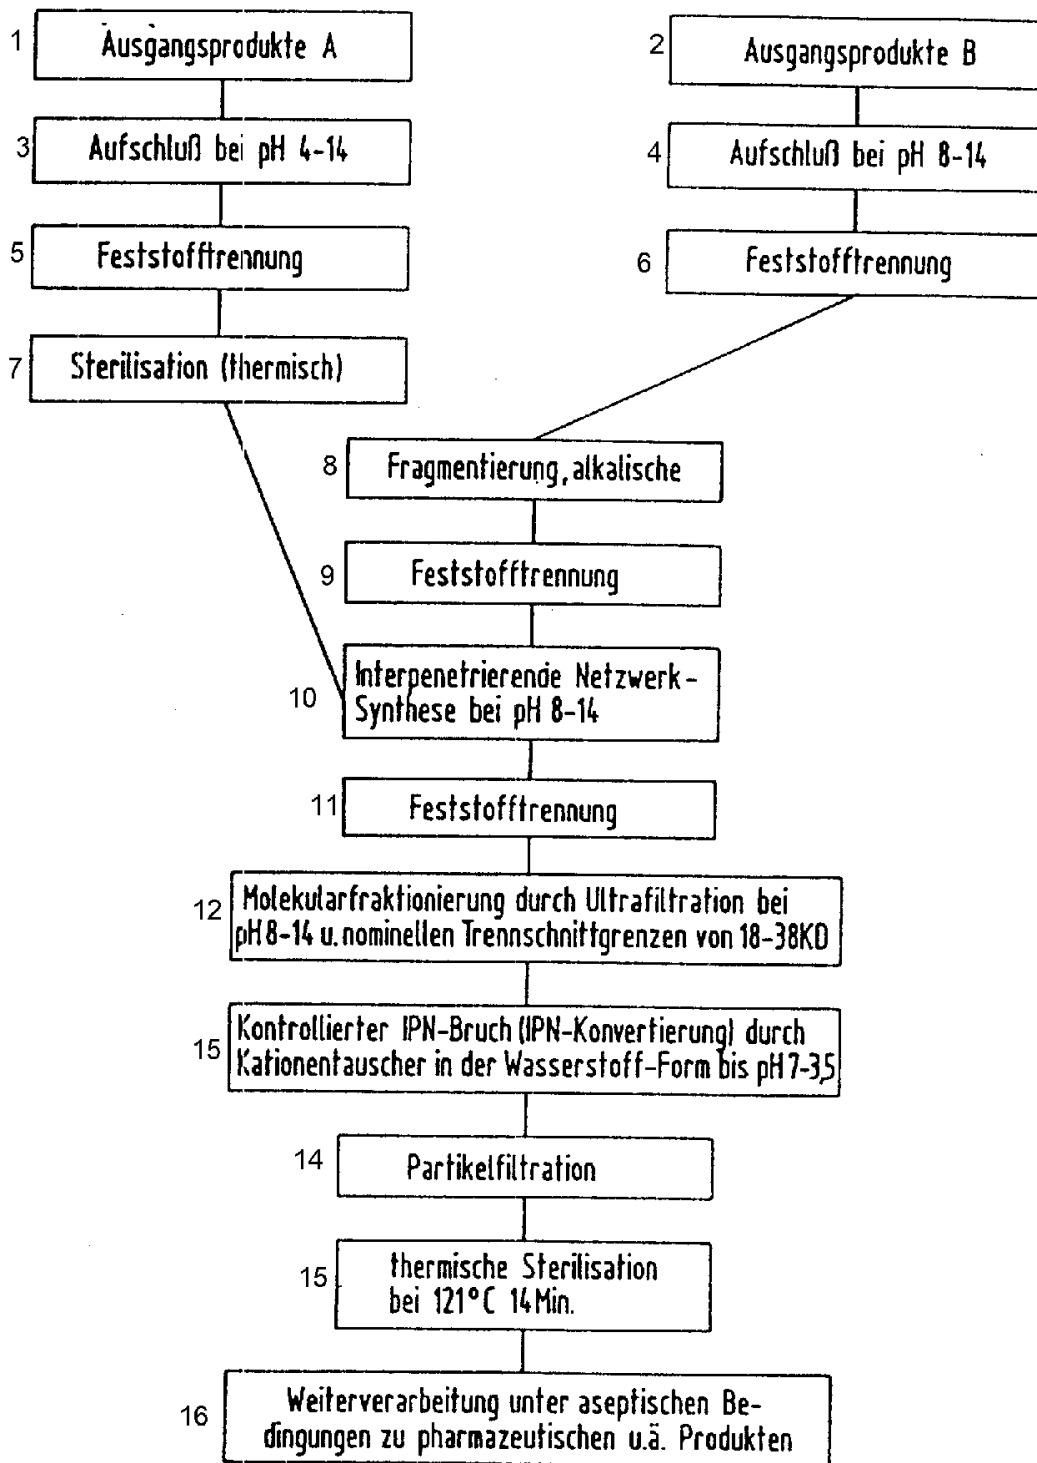 1 Ausgangsprodukte A
2 Ausgangsprodukte B
3 Aufschluß bei pH 4-14
4 Aufschluß bei pH 8-14
5 Feststofftrennung
6 Feststofftrennung
7 Sterilisation (thermisch)
8 Fragmentierung, alkalische
9 Feststofftrennung
10 Interpenetrierende Netzwerk-
Synthese bei pH 8-14
11 Feststofftrennung
12 Molekularfraktionierung durch Ultrafiltration bei
pH 8-14 u. nominellen Trennschnittgrenzen von 18-38KD
15 Kontrollierter IPN-Bruch (IPN-Konvertierung) durch
Kationentauscher in der Wasserstoff-Form bis pH 7-3,5
14 Partikelfiltration
15 thermische Sterilisation
bei 121°C 14 Min.
16 Weiterverarbeitung unter aseptischen Be-
dingungen zu pharmazeutischen u.ä. Produkten